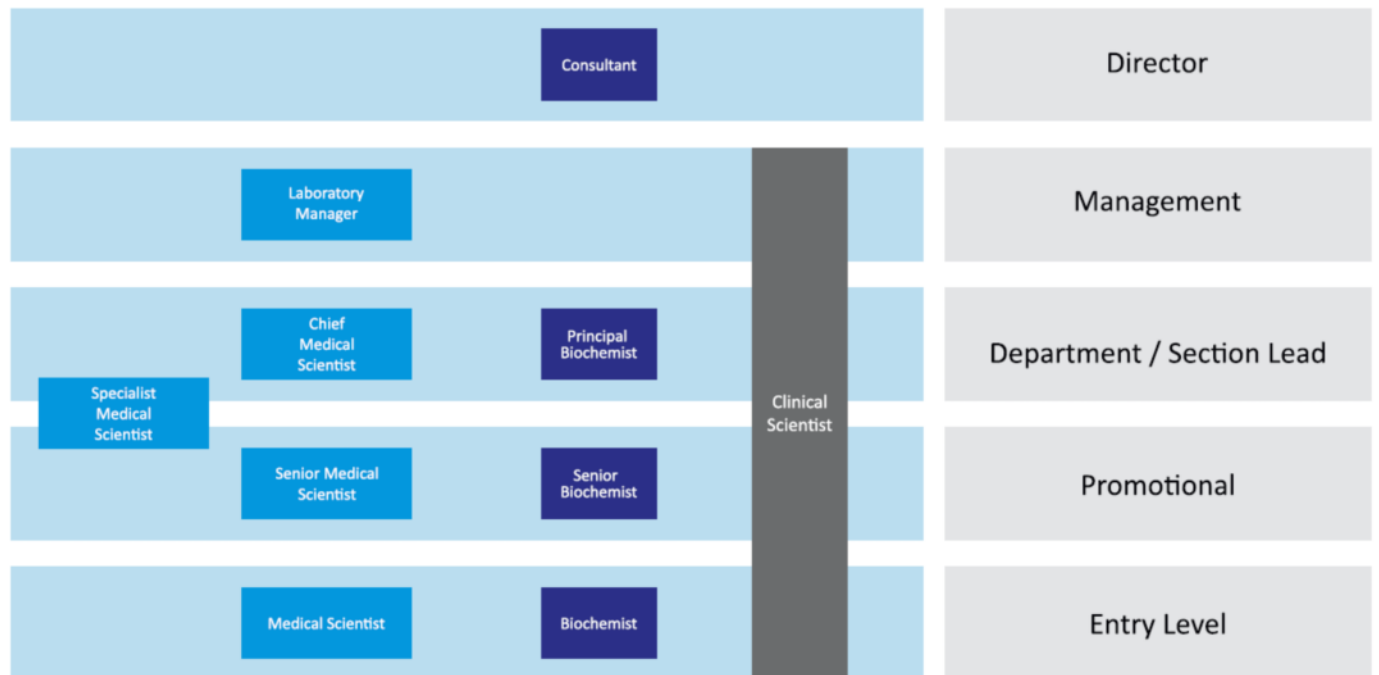 Consultant
Director
Laboratory
Manager
Management
Chief
Medical
Scientist
Principal
Biochemist
Department / Section Lead
Specialist
Medical
Scientist
Clinical
Scientist
Senior Medical
Scientist
Senior
Biochemist
Promotional
Medical Scientist
Biochemist
Entry Level